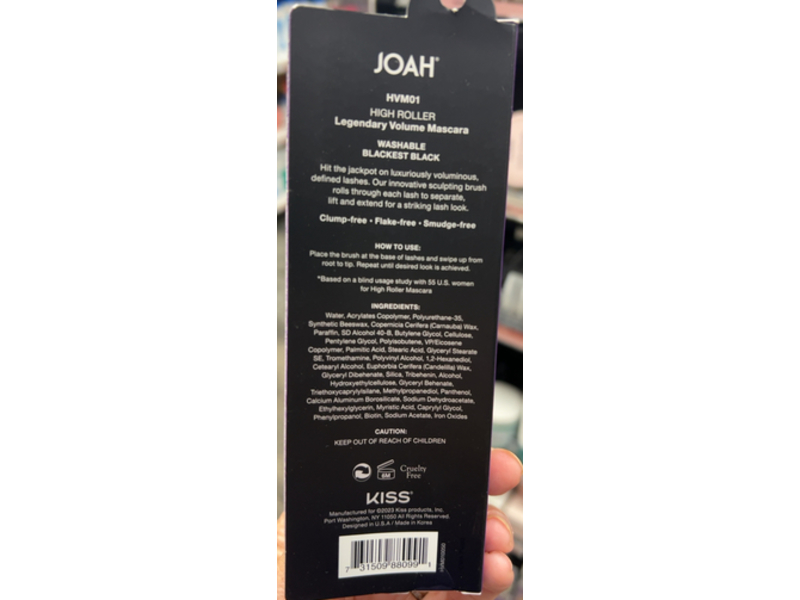 JOAH®
HVM01
HIGH ROLLER
Legendary Volume Mascara
WASHABLE
BLACKEST BLACK
Hit the jackpot on luxuriously voluminous,
defined lashes. Our innovative sculpting brush
rolls through each lash to separate,
lift and extend for a striking lash look.
Clump-free • Flake-free • Smudge-free
HOW TO USE:
Place the brush at the base of lashes and swipe up from
root to tip. Repeat until desired look is achieved.
*Based on a blind usage study with 55 U.S. women
for High Roller Mascara
INGREDIENTS:
Water, Acrylates Copolymer, Polyurethane-35,
Synthetic Beeswax, Copernicia Cerifera (Carnauba) Wax,
Paraffin, SD Alcohol 40-B, Butylene Glycol, Cellulose,
Pentylene Glycol, Polyisobutene, VP/Eicosene
Copolymer, Palmitic Acid, Stearic Acid, Glyceryl Stearate
SE, Tromethamine, Polyvinyl Alcohol, 1,2-Hexanediol,
Cetearyl Alcohol, Euphorbia Cerifera (Candelilla) Wax,
Glyceryl Dibehenate, Silica, Tribehenin, Alcohol,
Hydroxyethylcellulose, Glyceryl Behenate,
Triethoxycaprylylsilane, Methylpropanediol, Panthenol,
Calcium Aluminum Borosilicate, Sodium Dehydroacetate,
Ethylhexylglycerin, Myristic Acid, Caprylyl Glycol,
Phenylpropanol, Biotin, Sodium Acetate, Iron Oxides
CAUTION:
KEEP OUT OF REACH OF CHILDREN
6M
Cruelty
Free
KISS®
Manufactured for ©2023 Kiss products, Inc.
Port Washington, NY 11050 All Rights Reserved.
Designed in U.S.A / Made in Korea
7 31509 88099 1